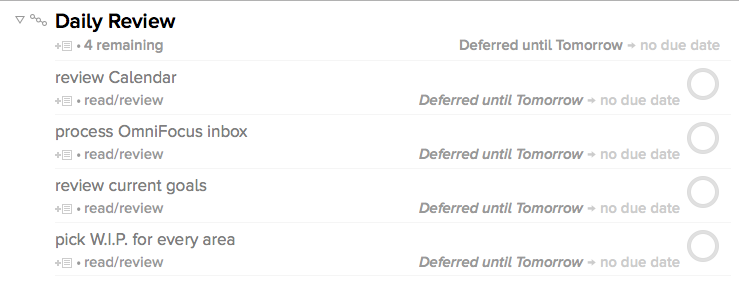 Daily Review
• 4 remaining Deferred until Tomorrow → no due date
review Calendar
• read/review Deferred until Tomorrow → no due date
process OmniFocus inbox
• read/review Deferred until Tomorrow → no due date
review current goals
• read/review Deferred until Tomorrow → no due date
pick W.I.P. for every area
• read/review Deferred until Tomorrow → no due date